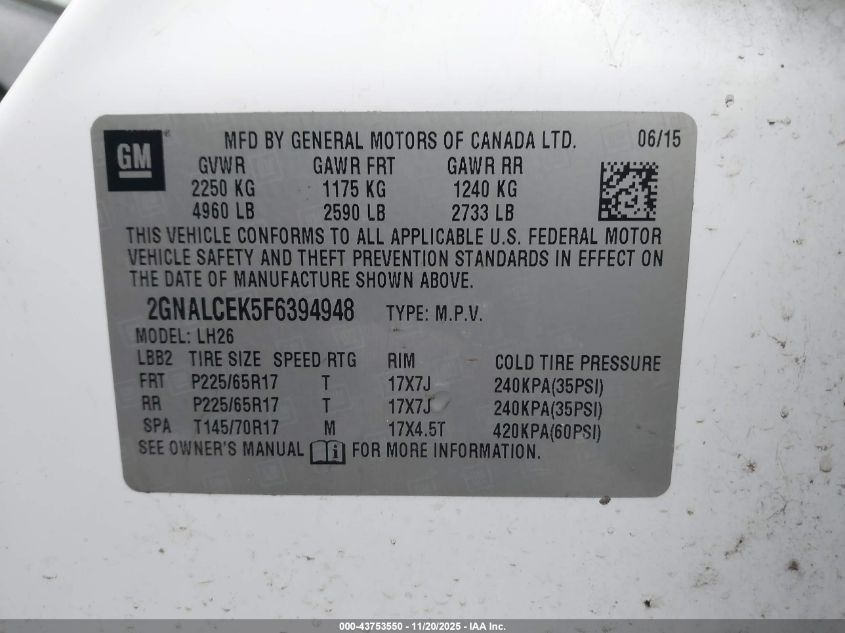 GM
MFD BY GENERAL MOTORS OF CANADA LTD. 06/15
GVWR GAWR FRT GAWR RR
2250 KG 1175 KG 1240 KG
4960 LB 2590 LB 2733 LB
THIS VEHICLE CONFORMS TO ALL APPLICABLE U.S. FEDERAL MOTOR
VEHICLE SAFETY AND THEFT PREVENTION STANDARDS IN EFFECT ON
THE DATE OF MANUFACTURE SHOWN ABOVE.
2GNALCEK5F6394948 TYPE: M.P.V.
MODEL: LH26
LBB2 TIRE SIZE SPEED RTG RIM COLD TIRE PRESSURE
FRT P225/65R17 T 17X7J 240KPA(35PSI)
RR P225/65R17 T 17X7J 240KPA(35PSI)
SPA T145/70R17 M 17X4.5T 420KPA(60PSI)
SEE OWNER'S MANUAL FOR MORE INFORMATION.
000-43753550 - 11/20/2025 - IAA Inc.